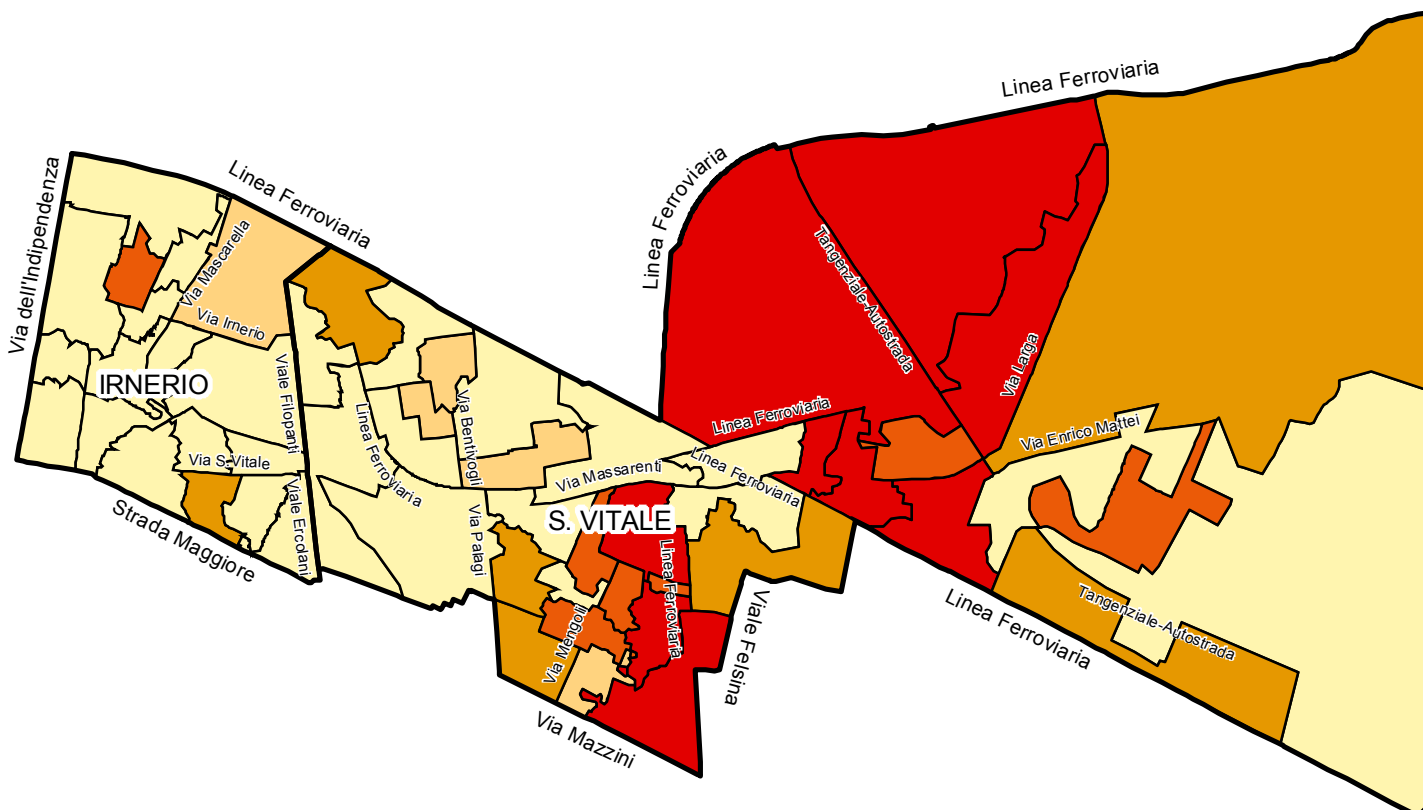 Linea Ferroviaria
Linea Ferroviaria
Linea Ferroviaria
Via dell'Indipendenza
Via Mascarella
Via Irnerio
Tangenziale-Autostrada
Via Larga
IRNERIO
Viale Filopanti
Linea Ferroviaria
Via Bentivogli
Linea Ferroviaria
Via Enrico Mattei
Via S.Vitale
Via Massarenti
Linea Ferroviaria
Strada Maggiore
Viale Ercolani
Via Palagi
S. VITALE
Linea Ferroviaria
Via Mengoli
Viale Felsina
Linea Ferroviaria
Tangenziale-Autostrada
Via Mazzini